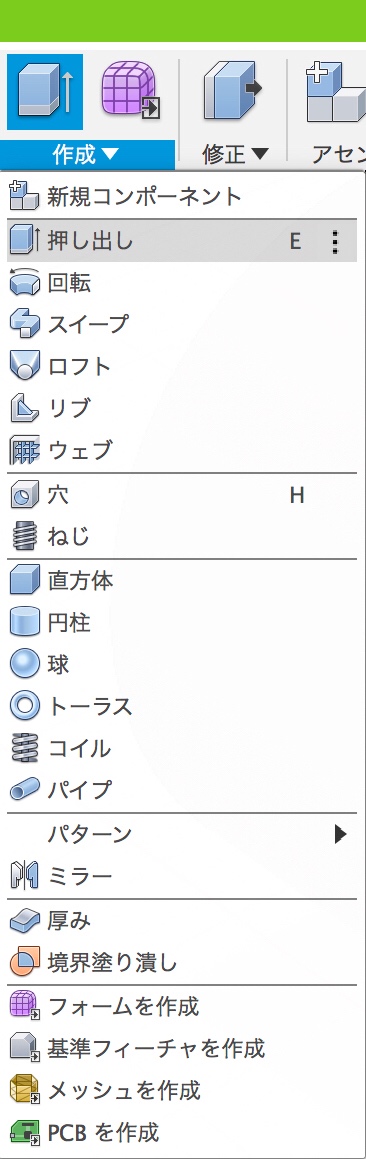 作成▼ 修正▼ アセン
新規コンポーネント
押し出し E
回転
スイープ
ロフト
リブ
ウェブ
穴 H
ねじ
直方体
円柱
球
トーラス
コイル
パイプ
パターン
ミラー
厚み
境界塗り潰し
フォームを作成
基準フィーチャを作成
メッシュを作成
PCB を作成